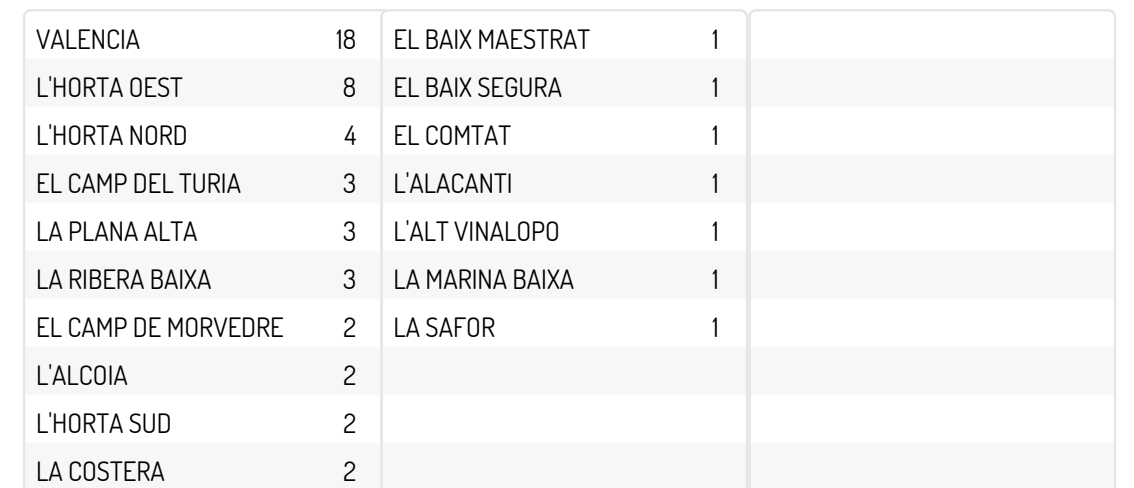 VALENCIA 18
L'HORTA OEST 8
L'HORTA NORD 4
EL CAMP DEL TURIA 3
LA PLANA ALTA 3
LA RIBERA BAIXA 3
EL CAMP DE MORVEDRE 2
L'ALCOIA 2
L'HORTA SUD 2
LA COSTERA 2
EL BAIX MAESTRAT 1
EL BAIX SEGURA 1
EL COMTAT 1
L'ALACANTI 1
L'ALT VINALOPO 1
LA MARINA BAIXA 1
LA SAFOR 1